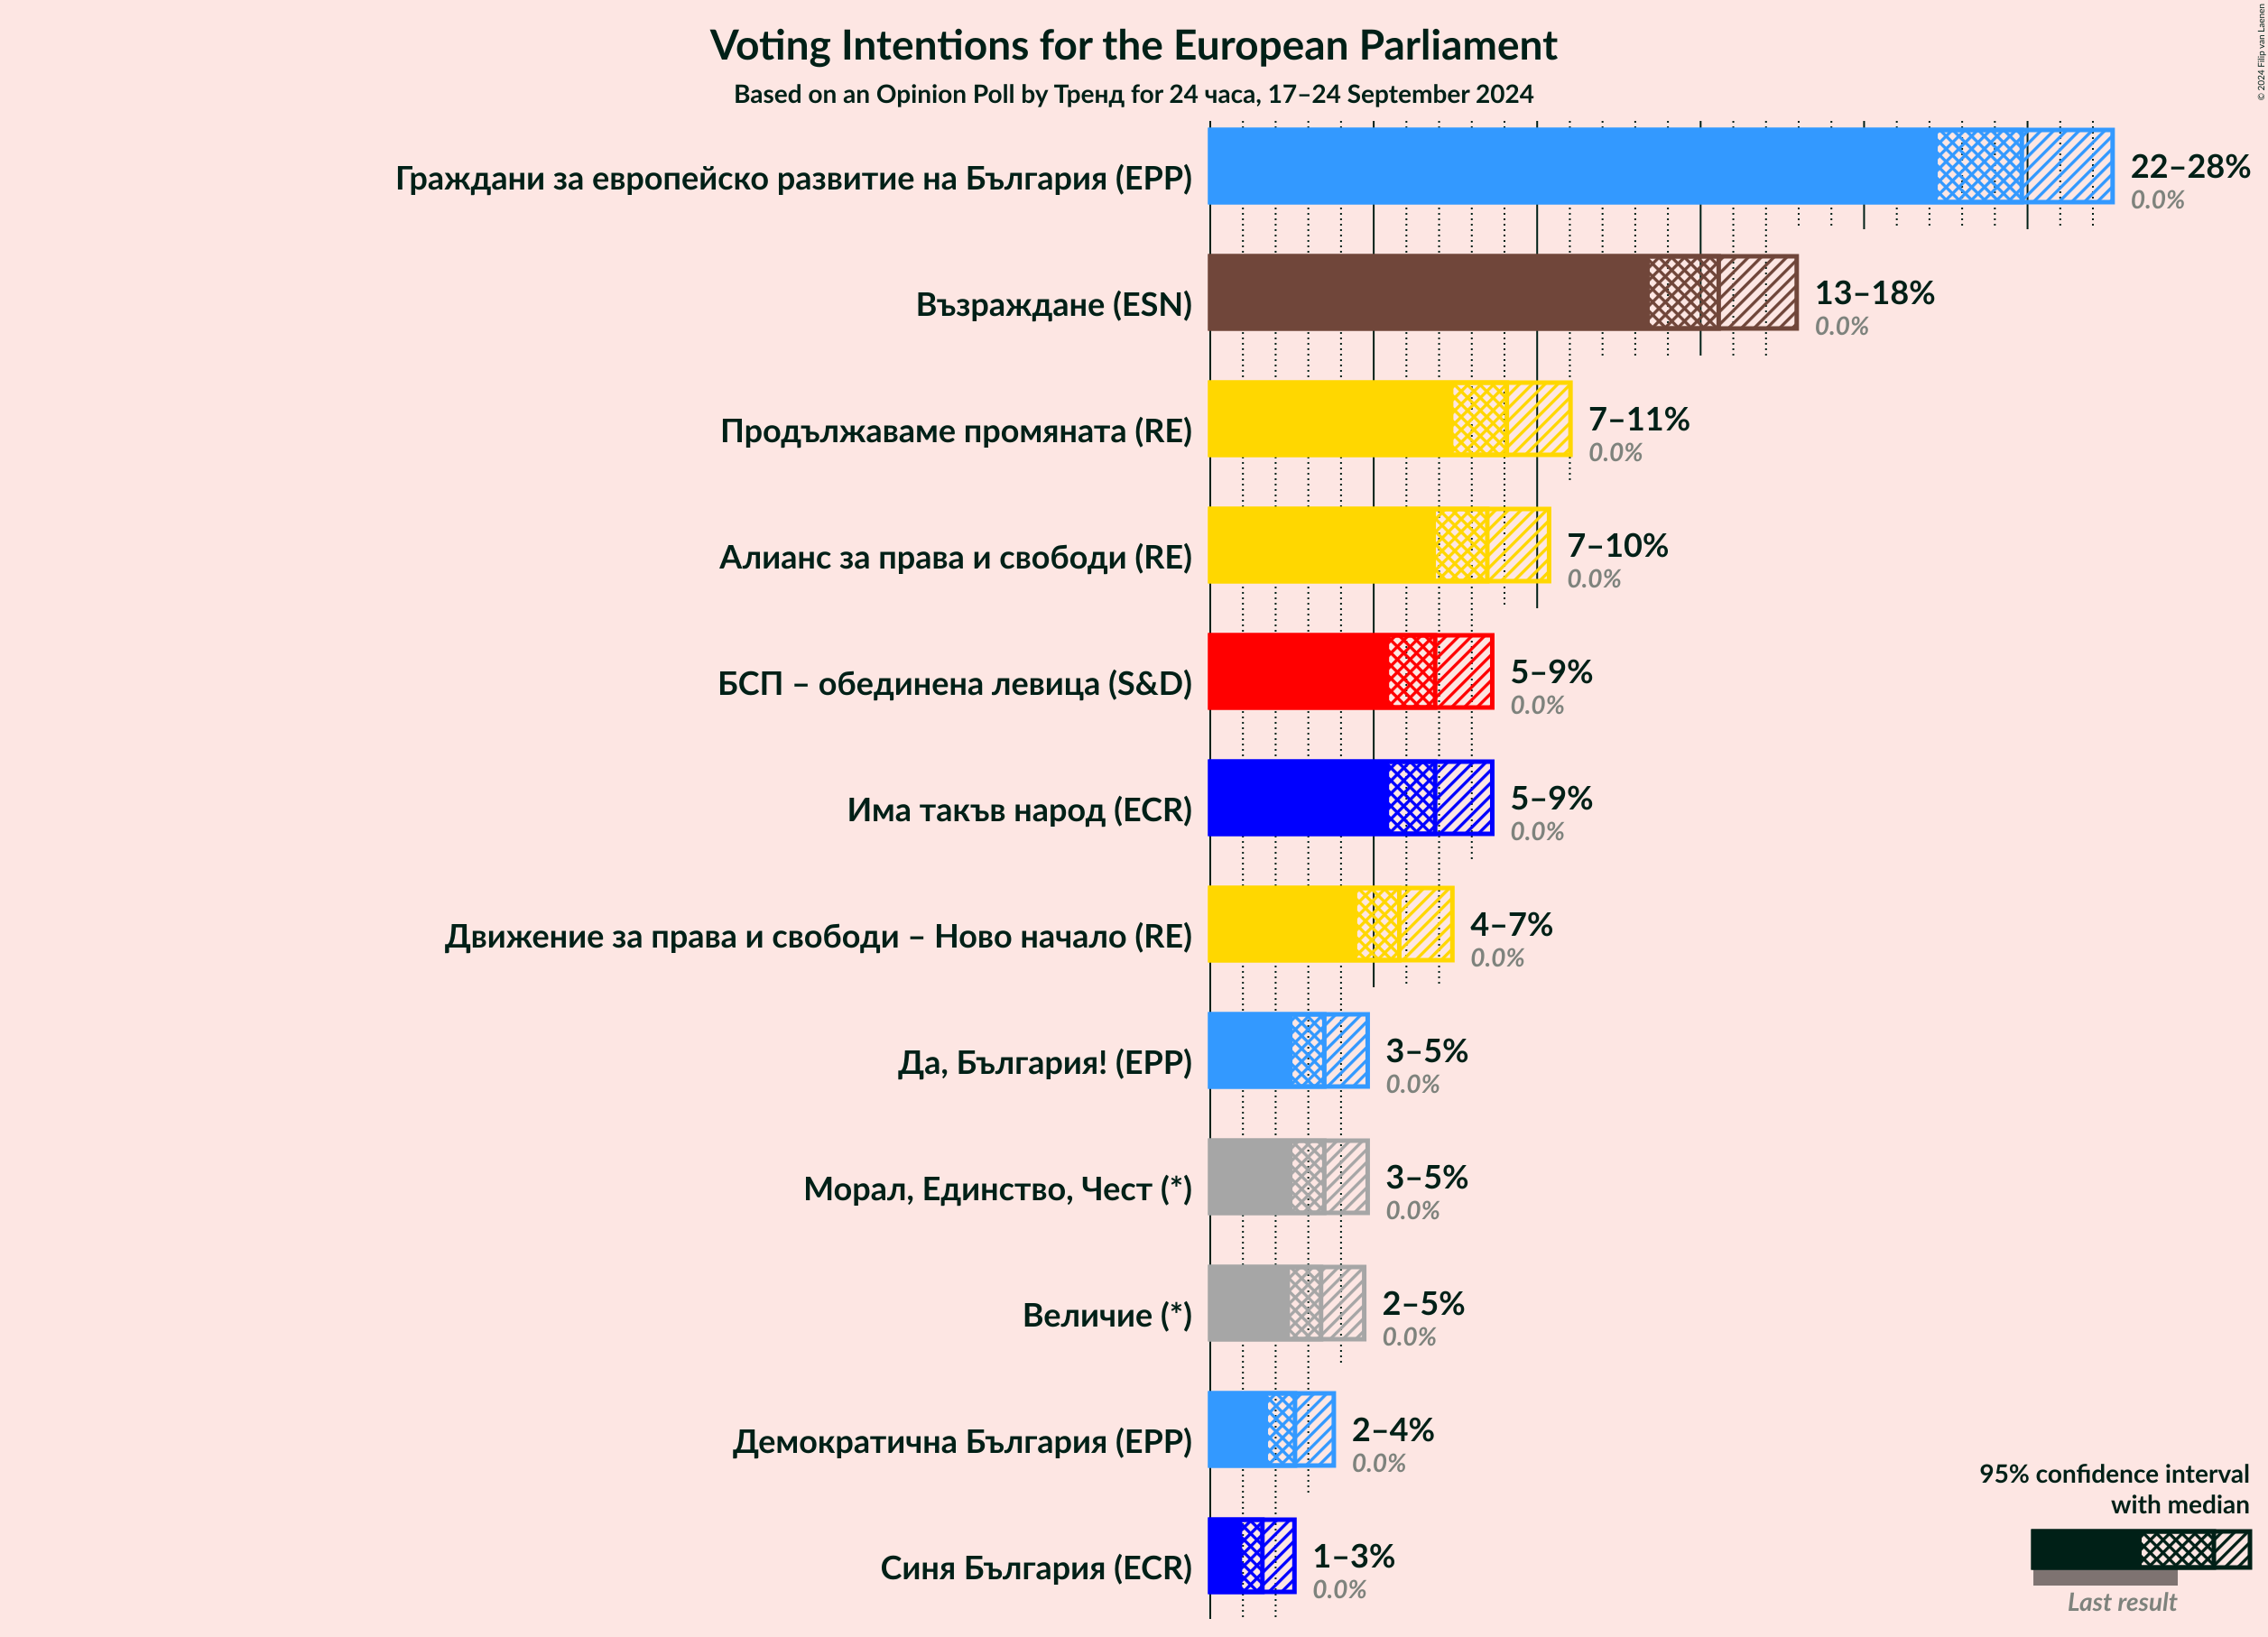 Voting Intentions for the European Parliament
Based on an Opinion Poll by Тренд for 24 часа, 17–24 September 2024
© 2024 Filip van Laenen
Граждани за европейско развитие на България (EPP)
22–28%
0.0%
Възраждане (ESN)
13–18%
0.0%
Продължаваме промяната (RE)
7–11%
0.0%
Алианс за права и свободи (RE)
7–10%
0.0%
БСП – обединена левица (S&D)
5–9%
0.0%
Има такъв народ (ECR)
5–9%
0.0%
Движение за права и свободи – Ново начало (RE)
4–7%
0.0%
Да, България! (EPP)
3–5%
0.0%
Морал, Единство, Чест (*)
3–5%
0.0%
Величие (*)
2–5%
0.0%
Демократична България (EPP)
2–4%
0.0%
Синя България (ECR)
1–3%
0.0%
95% confidence interval
with median
Last result